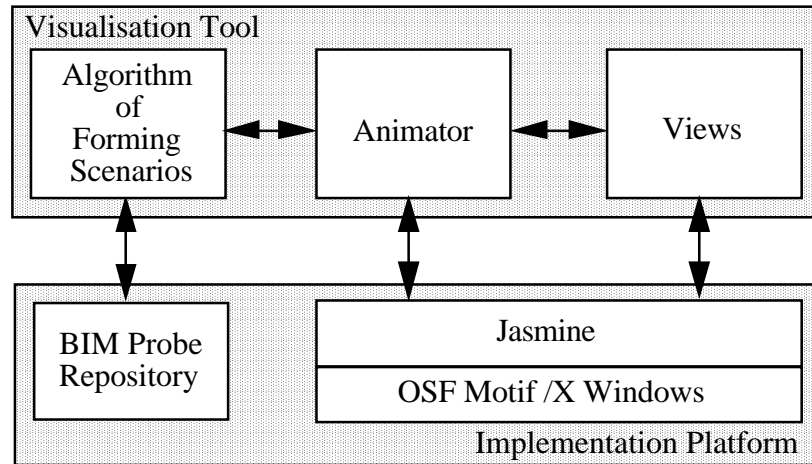 Visualisation Tool
Algorithm
of
Forming
Scenarios
Animator
Views
BIM Probe
Repository
Jasmine
OSF Motif /X Windows
Implementation Platform